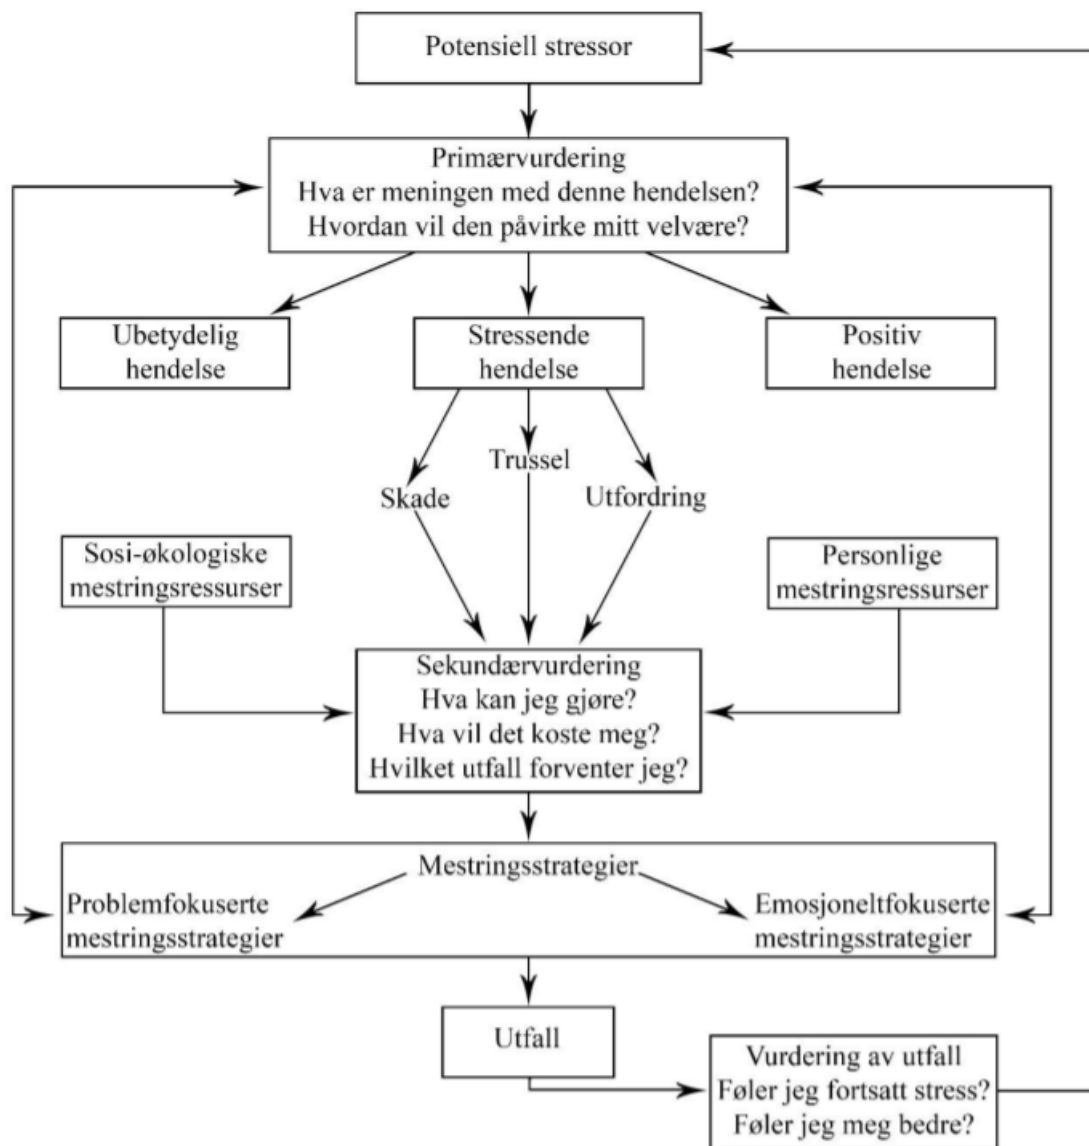 Potensiell stressor
Primærvurdering
Hva er meningen med denne hendelsen?
Hvordan vil den påvirke mitt velvære?
Ubetydelig
hendelse
Stressende
hendelse
Positiv
hendelse
Skade
Trussel
Utfordring
Sosi-økologiske
mestringsressurser
Personlige
mestringsressurser
Sekundærvurdering
Hva kan jeg gjøre?
Hva vil det koste meg?
Hvilket utfall forventer jeg?
Mestringsstrategier
Problemfokuserte
mestringsstrategier
Emosjoneltfokuserte
mestringsstrategier
Utfall
Vurdering av utfall
Føler jeg fortsatt stress?
Føler jeg meg bedre?